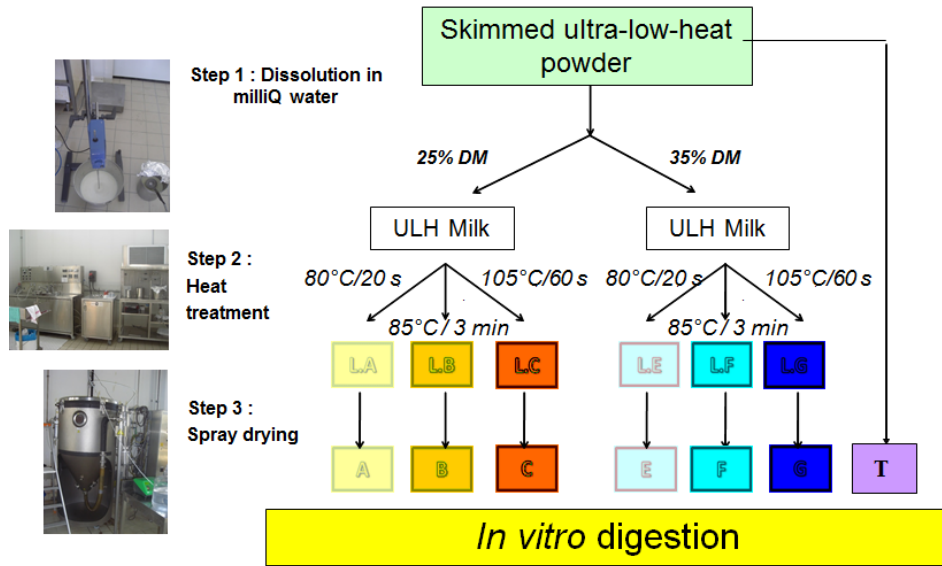 Skimmed ultra-low-heat
powder
Step 1 : Dissolution in
milliQ water
25% DM
35% DM
ULH Milk
ULH Milk
Step 2 :
Heat
treatment
80°C/20 s
105°C/60 s
80°C/20 s
105°C/60 s
85°C/ 3 min
85°C/ 3 min
L.A
L.B
L.C
L.E
L.F
L.G
Step 3 :
Spray drying
A
B
C
E
F
G
T
In vitro digestion